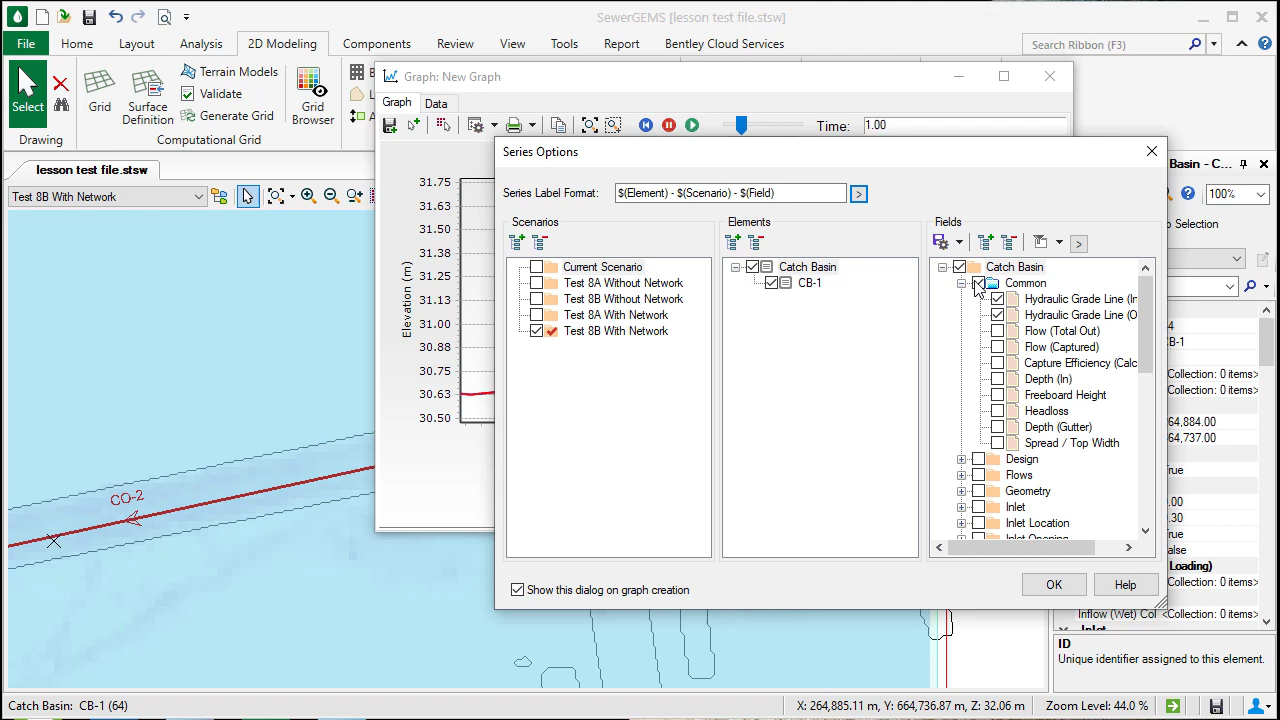 SewerGEMS [lesson test file.stsw]
File Home Layout Analysis 2D Modeling Components Review View Tools Report Bentley Cloud Services Search Ribbon (F3)
Select Grid Surface Definition Terrain Models Validate Generate Grid Grid Browser
Drawing Computational Grid
Graph: New Graph
Graph Data
Time: 1.00
lesson test file.stsw
Test 8B With Network
Series Options
Basin - C...
100%
Series Label Format: $(Element) - $(Scenario) - $(Field) >
Scenarios
Current Scenario
Test 8A Without Network
Test 8B Without Network
Test 8A With Network
Test 8B With Network
Elements
Catch Basin
CB-1
Fields
>
Catch Basin
Common
Hydraulic Grade Line (In
Hydraulic Grade Line (O
Flow (Total Out)
Flow (Captured)
Capture Efficiency (Calc
Depth (In)
Freeboard Height
Headloss
Depth (Gutter)
Spread / Top Width
Design
Flows
Geometry
Inlet
Inlet Location
Inlet Opening
Show this dialog on graph creation
OK Help
Elevation (m)
31.75
31.63
31.50
31.38
31.25
31.13
31.00
30.88
30.75
30.63
30.50
CO-2
o Selection
4
CB-1
Collection: 0 items>
Collection: 0 items>
64,884.00
64,737.00
True
.00
.30
False
Loading)
Collection: 0 items>
Collection: 0 items>
Inflow (Wet) Col <Collection: 0 items>
Inlet
ID
Unique identifier assigned to this element.
Catch Basin: CB-1 (64)
X: 264,885.11 m, Y: 664,736.87 m, Z: 32.06 m Zoom Level: 44.0 %